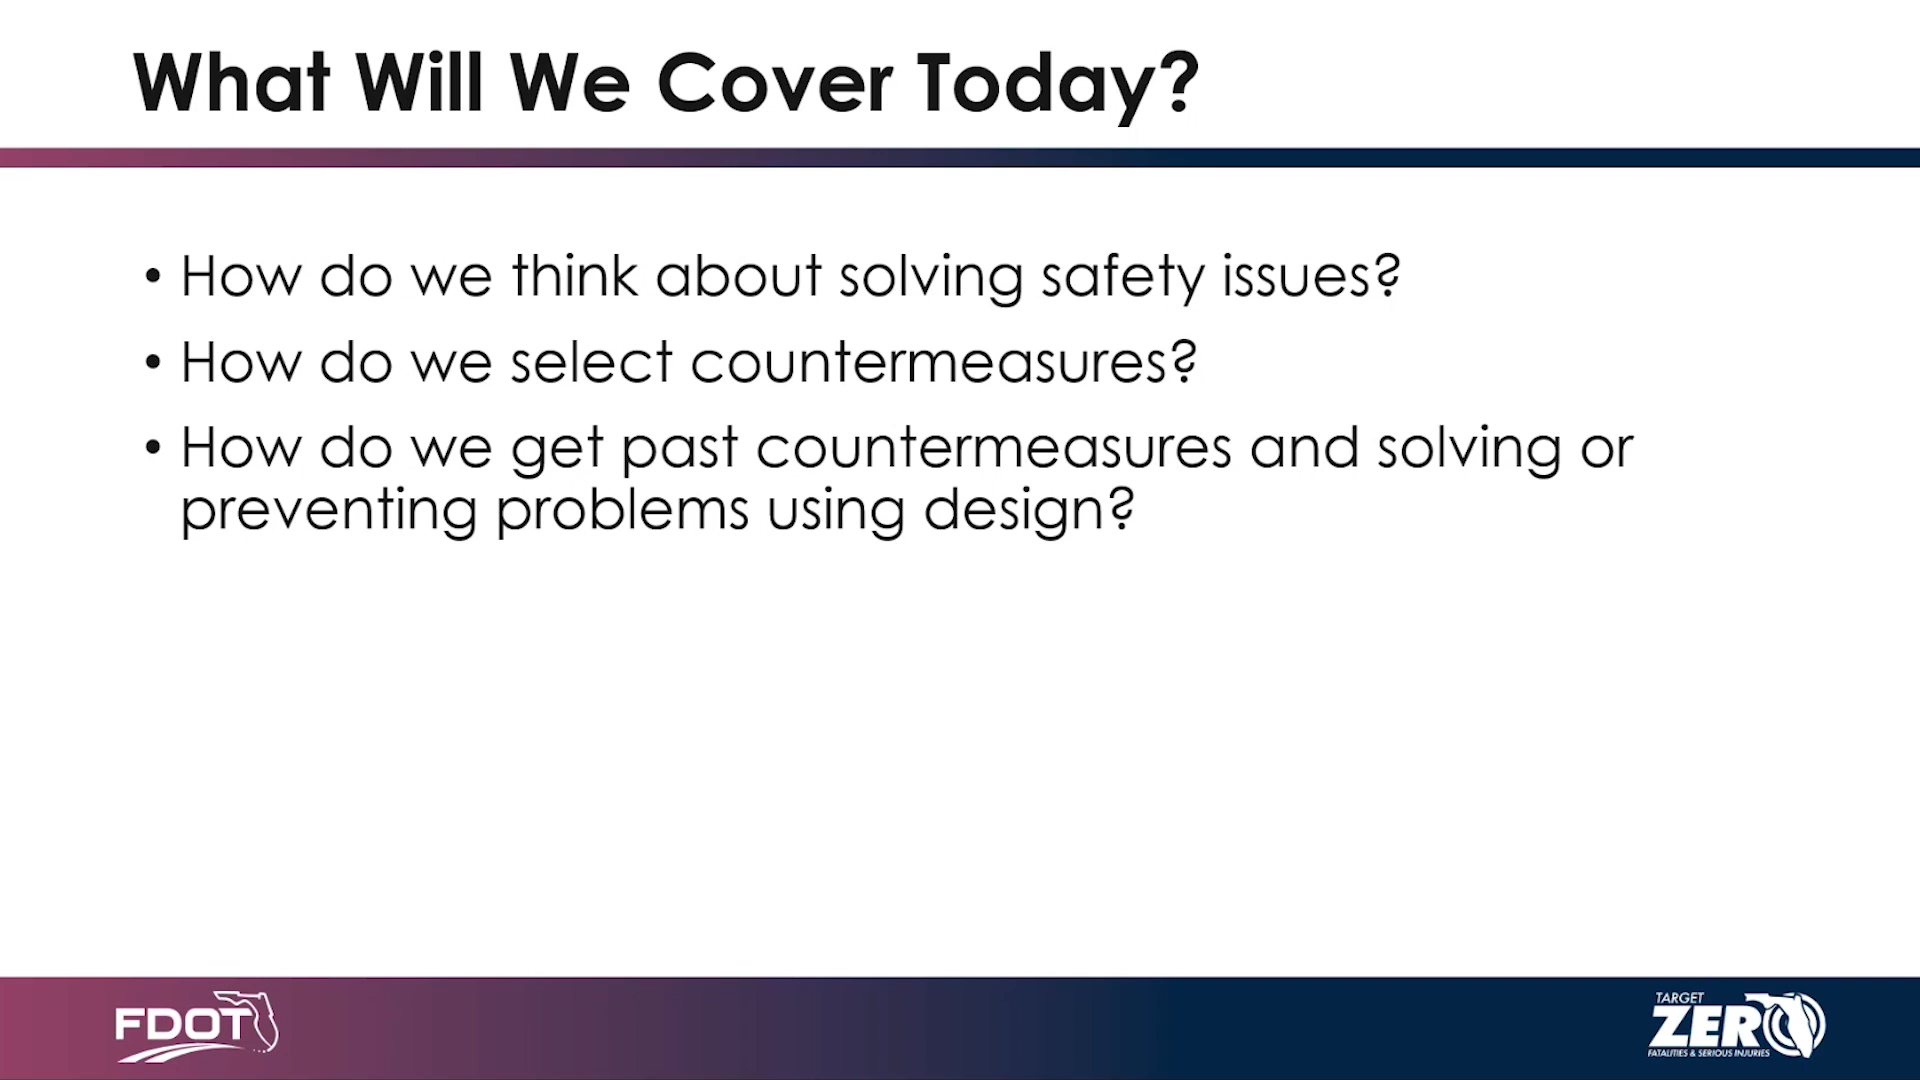 What Will We Cover Today?
• How do we think about solving safety issues?
• How do we select countermeasures?
• How do we get past countermeasures and solving or
preventing problems using design?
FDOT
TARGET
ZERO
FATALITIES & SERIOUS INJURIES